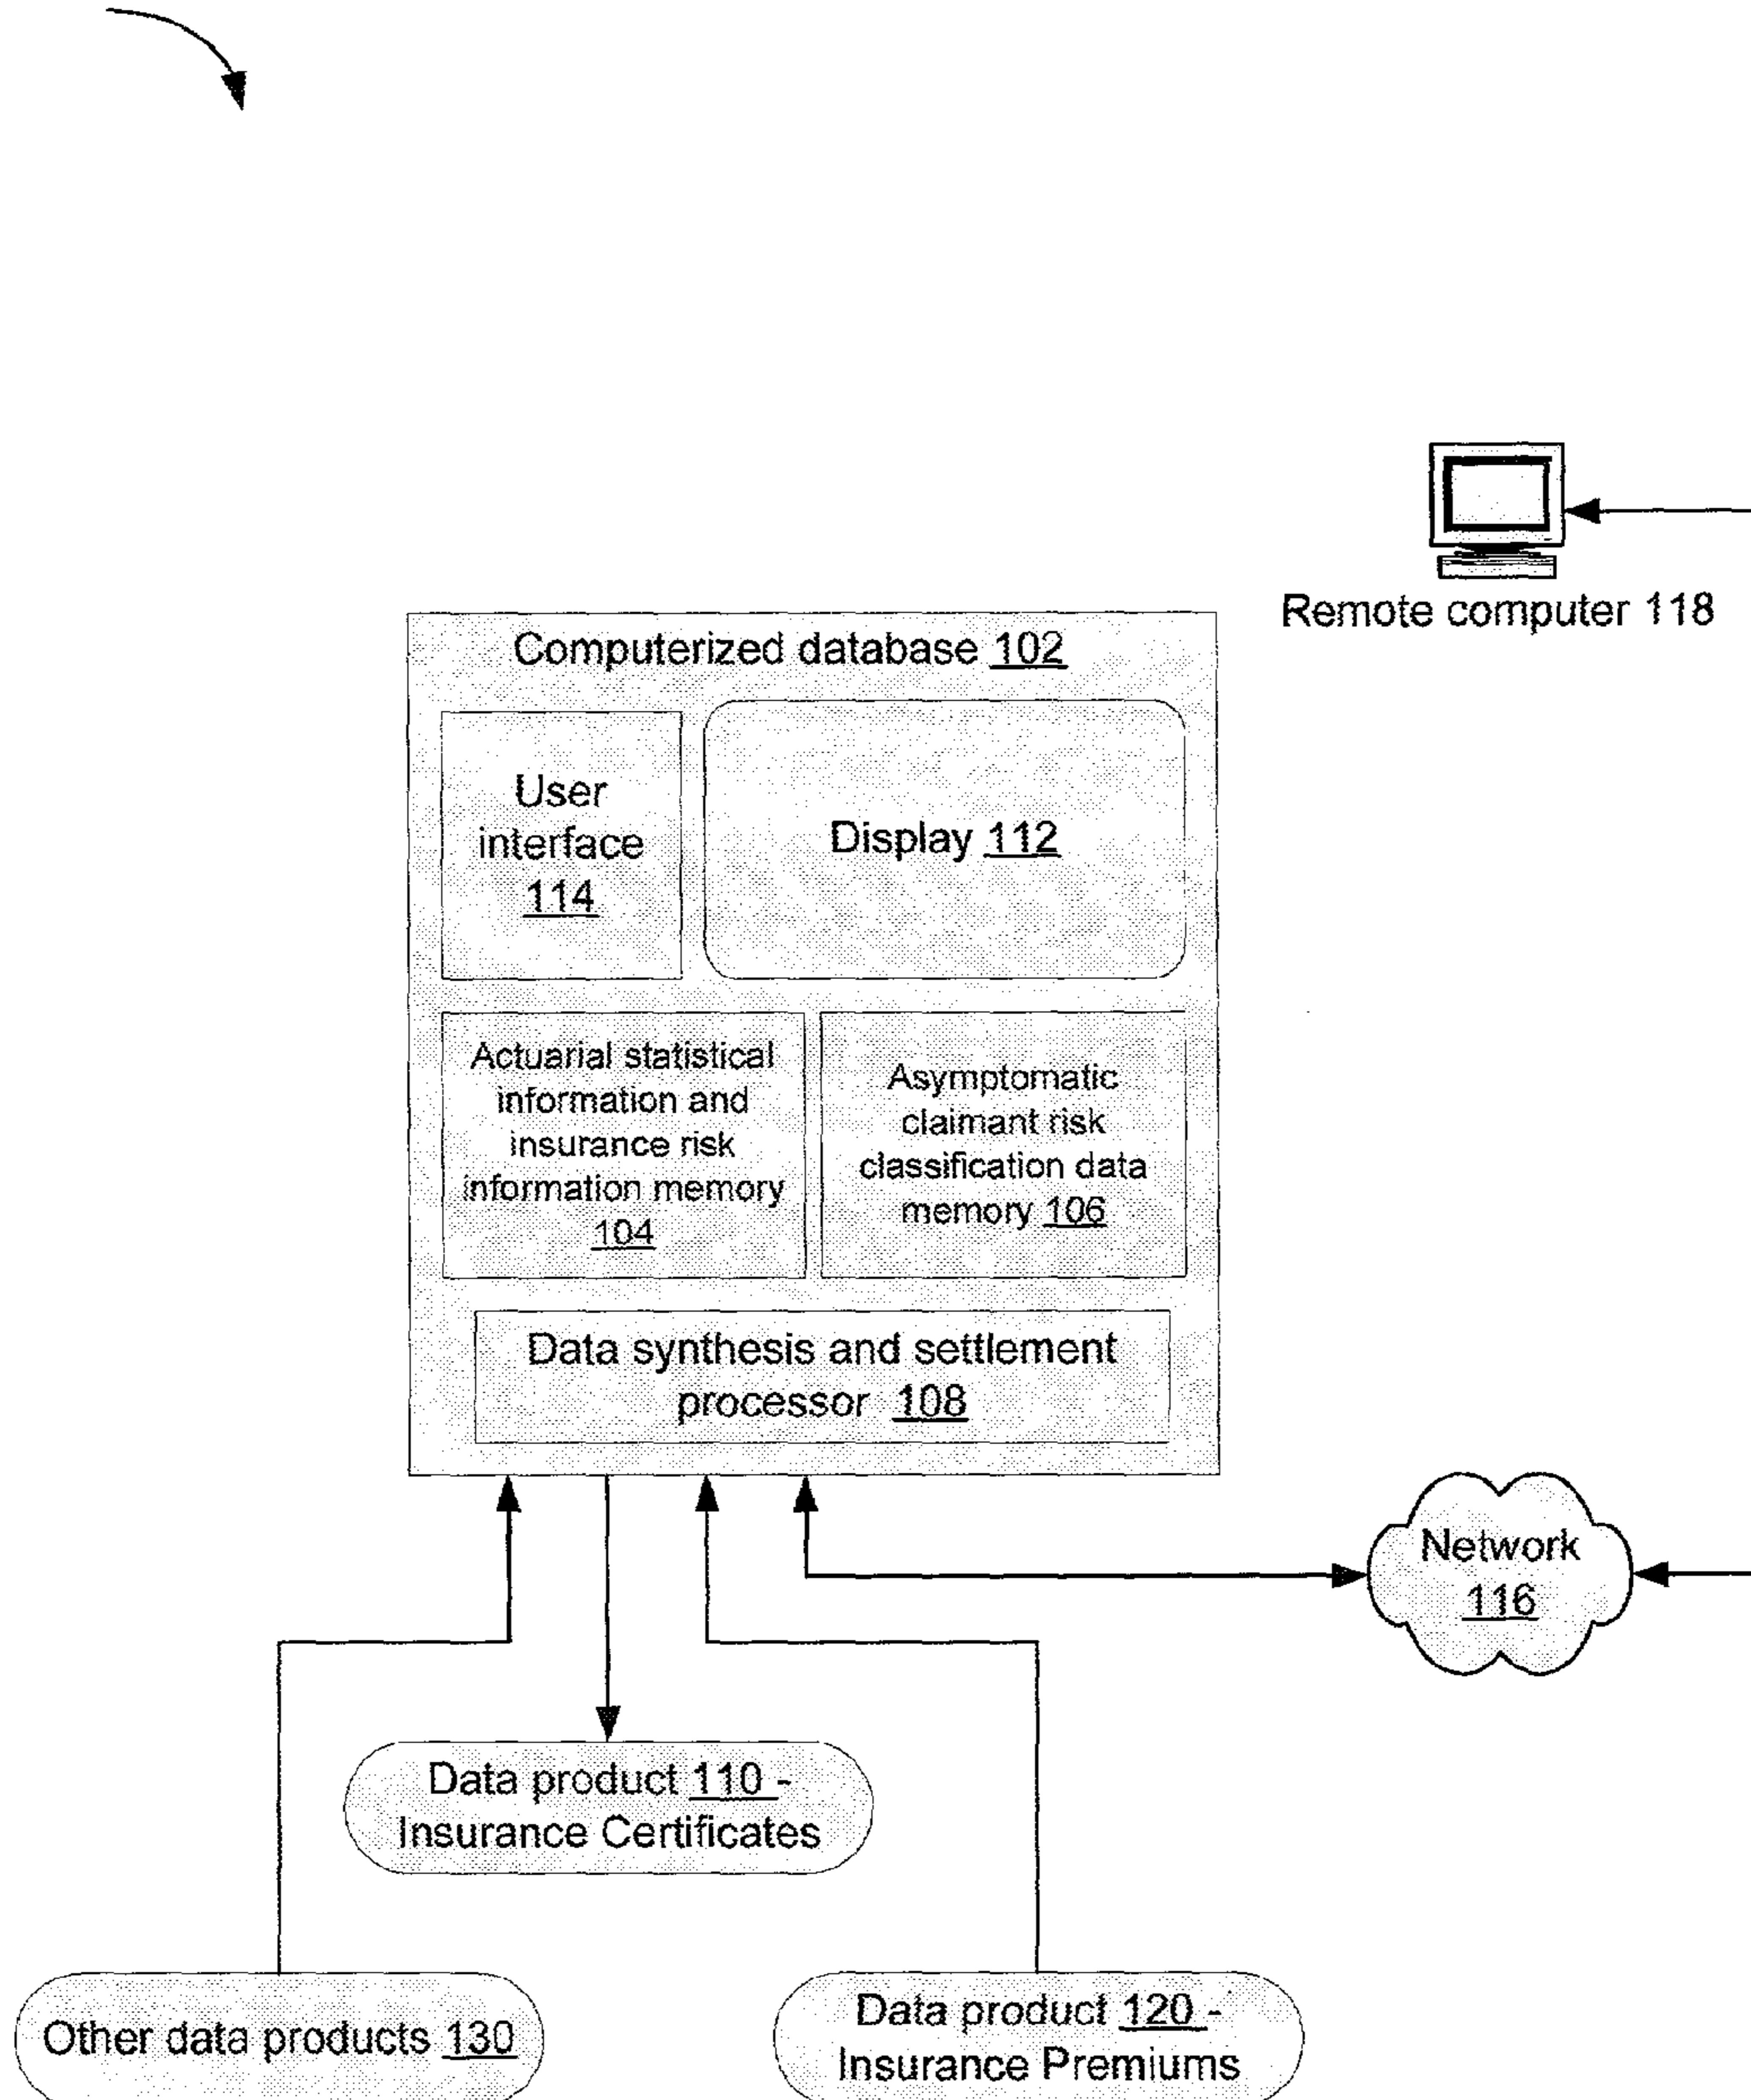 Remote computer 118
Computerized database 102
User
interface
114
Display 112
Actuarial statistical
information and
insurance risk
information memory
104
Asymptomatic
claimant risk
classification data
memory 106
Data synthesis and settlement
processor 108
Network
116
Data product 110 -
Insurance Certificates
Other data products 130
Data product 120 -
Insurance Premiums